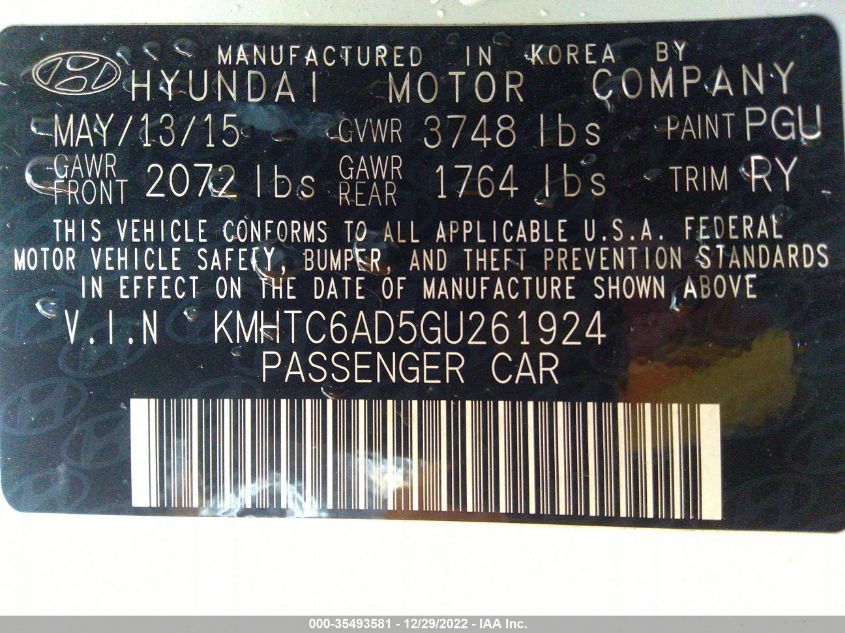 MANUFACTURED IN KOREA BY
HYUNDAI MOTOR COMPANY
MAY/13/15 GVWR 3748 lbs PAINT PGU
GAWR FRONT 2072 lbs GAWR REAR 1764 lbs TRIM RY
THIS VEHICLE CONFORMS TO ALL APPLICABLE U.S.A. FEDERAL
MOTOR VEHICLE SAFETY, BUMPER, AND THEFT PREVENTION STANDARDS
IN EFFECT ON THE DATE OF MANUFACTURE SHOWN ABOVE
V.I.N KMHTC6AD5GU261924
PASSENGER CAR
000-35493581 - 12/29/2022 - IAA Inc.